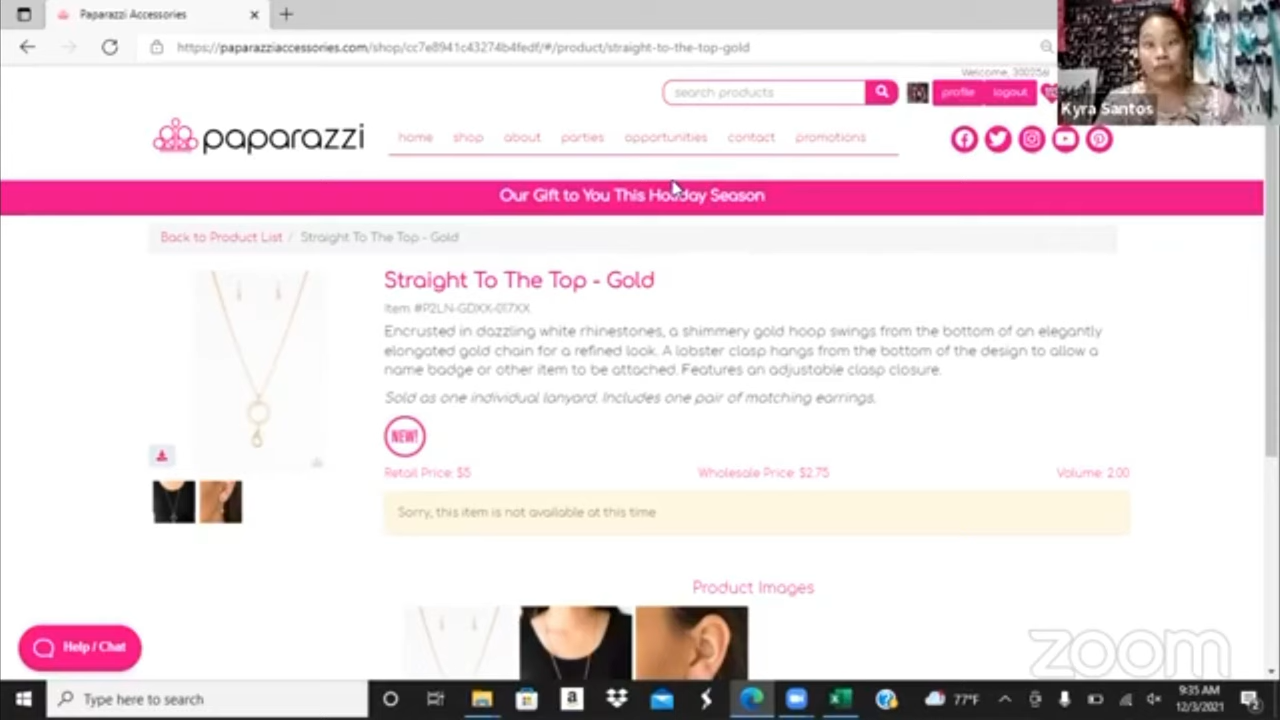 Paparazzi Accessories
https://paparazziaccessories.com/shop/cc7e8941c43274b4fedf/#/product/straight-to-the-top-gold
Welcome,
search products
profile
logout
Kyra Santos
paparazzi
home
shop
about
parties
opportunities
contact
promotions
Our Gift to You This Holiday Season
Back to Product List / Straight To The Top - Gold
Straight To The Top - Gold
Item #P2LN-GDXX-017XX
Encrusted in dazzling white rhinestones, a shimmery gold hoop swings from the bottom of an elegantly
elongated gold chain for a refined look. A lobster clasp hangs from the bottom of the design to allow a
name badge or other item to be attached. Features an adjustable clasp closure.
Sold as one individual lanyard. Includes one pair of matching earrings.
NEW!
Retail Price: $5
Wholesale Price: $2.75
Volume: 2.00
Sorry, this item is not available at this time
Product Images
Help / Chat
zoom
Type here to search
77°F
9:35 AM
12/3/2021